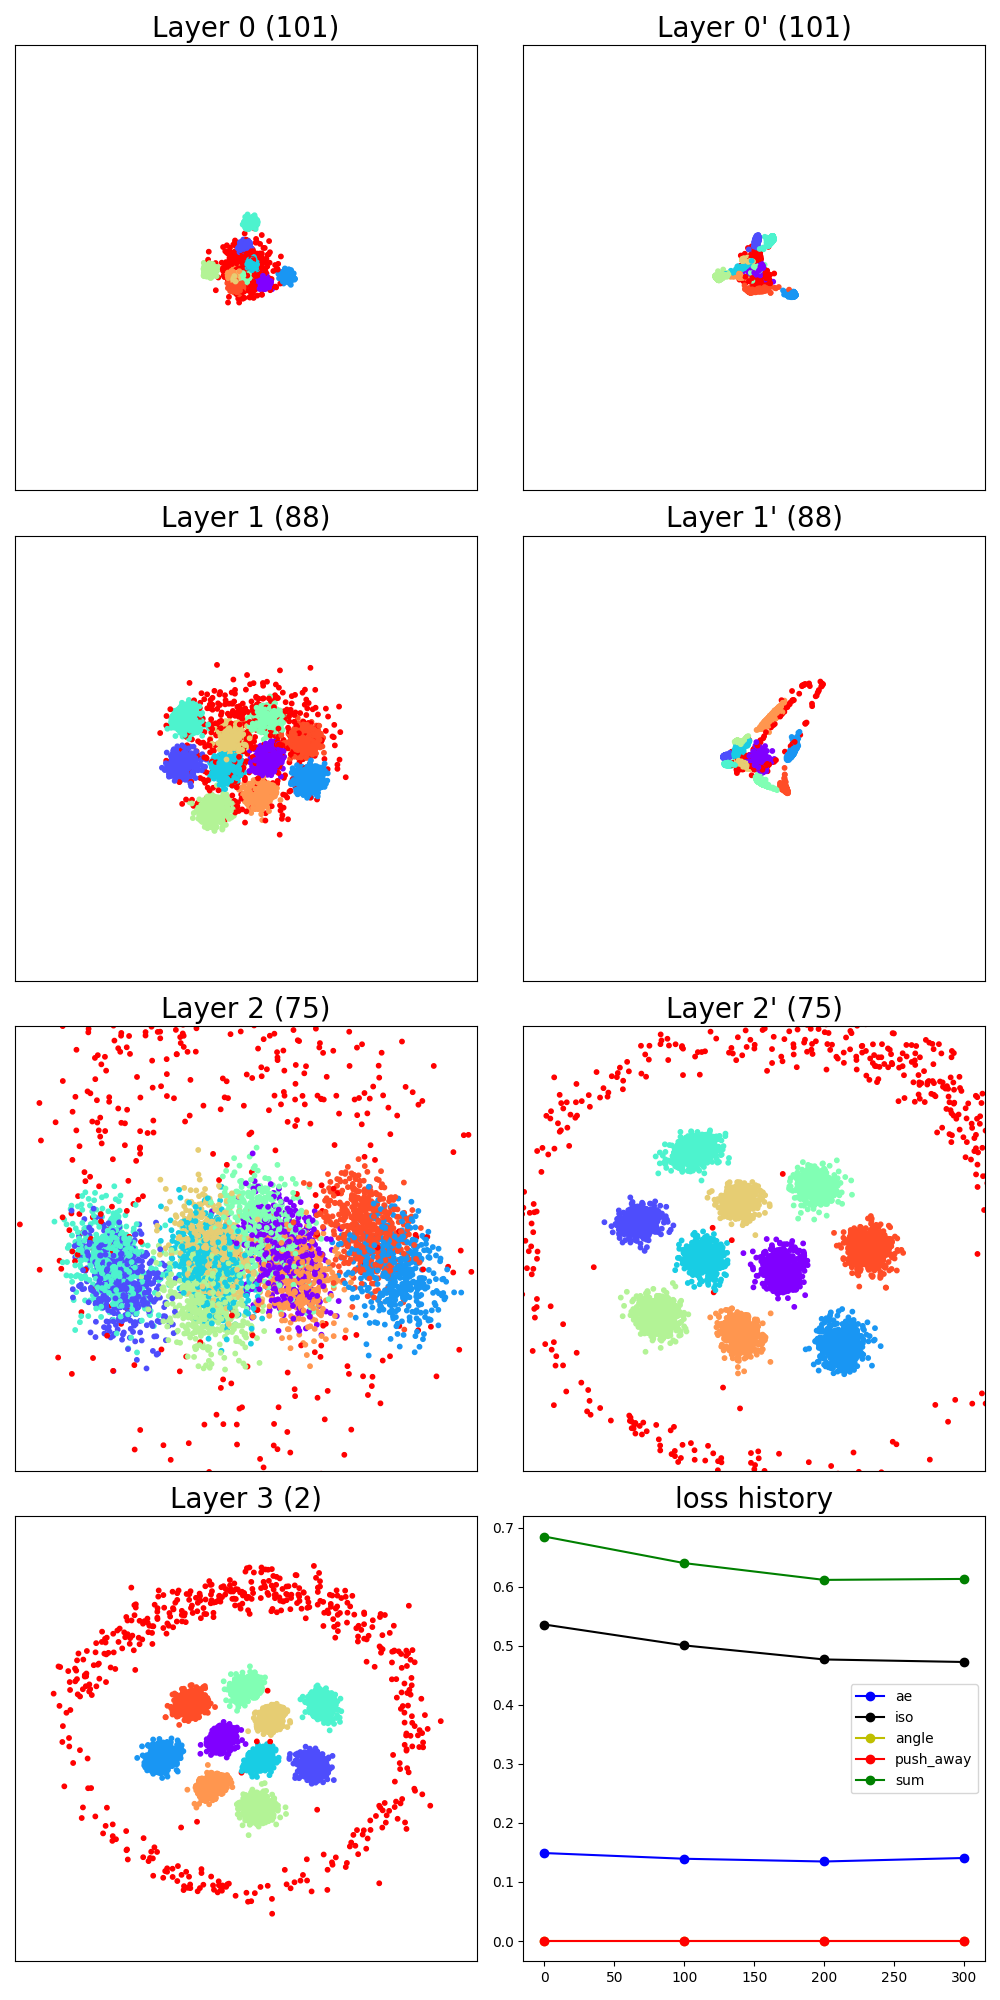 Layer 0 (101)
Layer 0' (101)
Layer 1 (88)
Layer 1' (88)
Layer 2 (75)
Layer 2' (75)
Layer 3 (2)
loss history
0.7
0.6
0.5
0.4
0.3
0.2
0.1
0.0
ae
iso
angle
push_away
sum
0 50 100 150 200 250 300